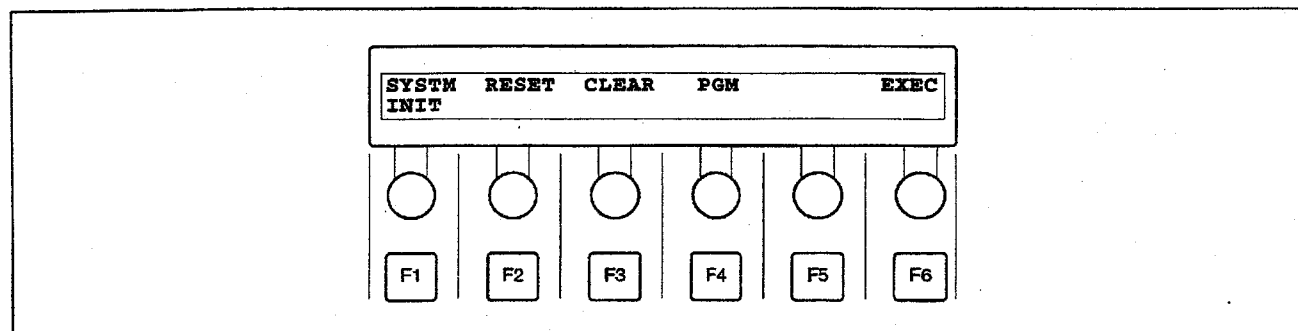 SYSTM RESET CLEAR PGM EXEC
INIT
F1 F2 F3 F4 F5 F6